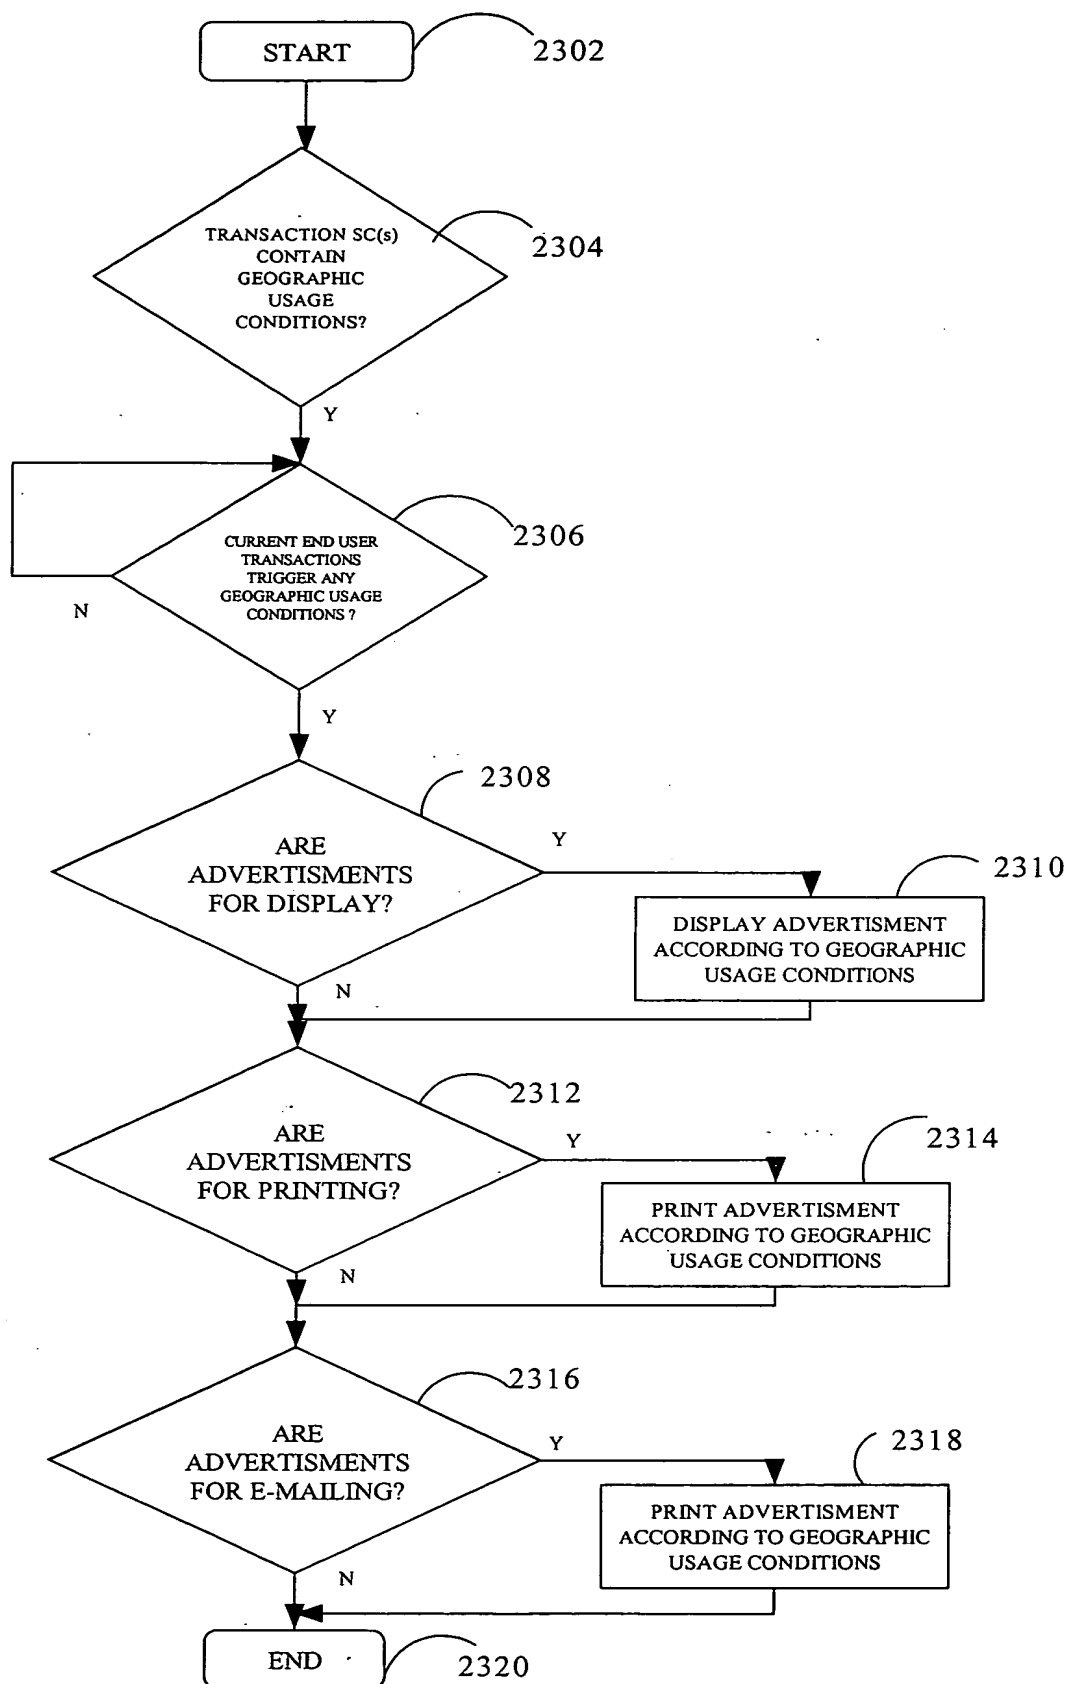 START
2302
TRANSACTION SC(s)
CONTAIN
GEOGRAPHIC
USAGE
CONDITIONS?
2304
Y
CURRENT END USER
TRANSACTIONS
TRIGGER ANY
GEOGRAPHIC USAGE
CONDITIONS ?
2306
N
Y
ARE
ADVERTISMENTS
FOR DISPLAY?
2308
Y
DISPLAY ADVERTISMENT
ACCORDING TO GEOGRAPHIC
USAGE CONDITIONS
2310
N
ARE
ADVERTISMENTS
FOR PRINTING?
2312
Y
PRINT ADVERTISMENT
ACCORDING TO GEOGRAPHIC
USAGE CONDITIONS
2314
N
ARE
ADVERTISMENTS
FOR E-MAILING?
2316
Y
PRINT ADVERTISMENT
ACCORDING TO GEOGRAPHIC
USAGE CONDITIONS
2318
N
END
2320